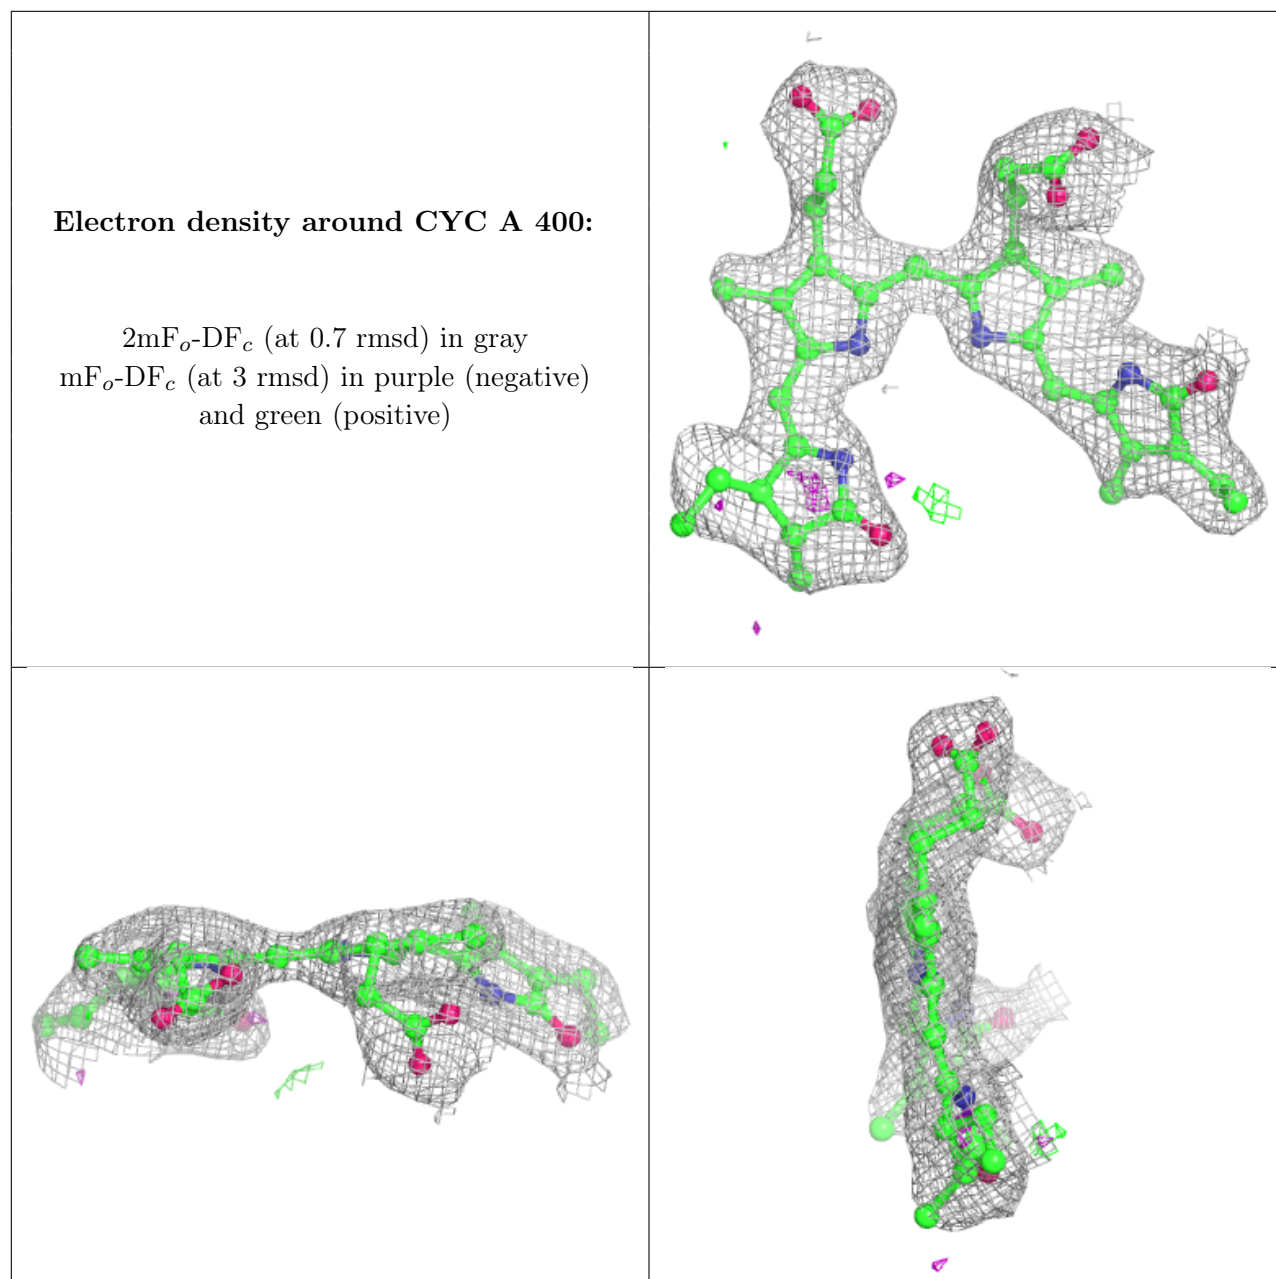 Electron density around CYC A 400:
2mFo-DFc (at 0.7 rmsd) in gray
mFo-DFc (at 3 rmsd) in purple (negative)
and green (positive)